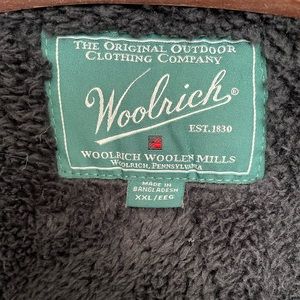 THE ORIGINAL OUTDOOR
CLOTHING COMPANY
Woolrich®
EST. 1830
WOOLRICH WOOLEN MILLS
WOOLRICH, PENNSYLVANIA
MADE IN
BANGLADESH
XXL/EEG